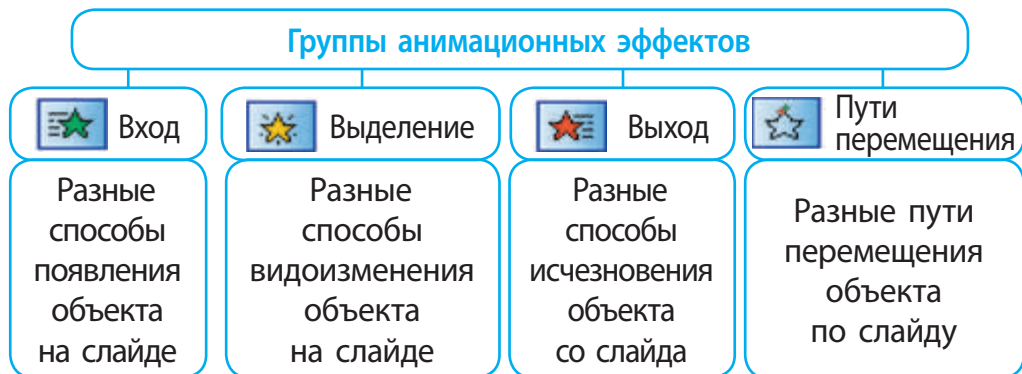 Группы анимационных эффектов
Вход
Разные
способы
появления
объекта
на слайде
Выделение
Разные
способы
видоизменения
объекта
на слайде
Выход
Разные
способы
исчезновения
объекта
со слайда
Пути
перемещения
Разные пути
перемещения
объекта
по слайду